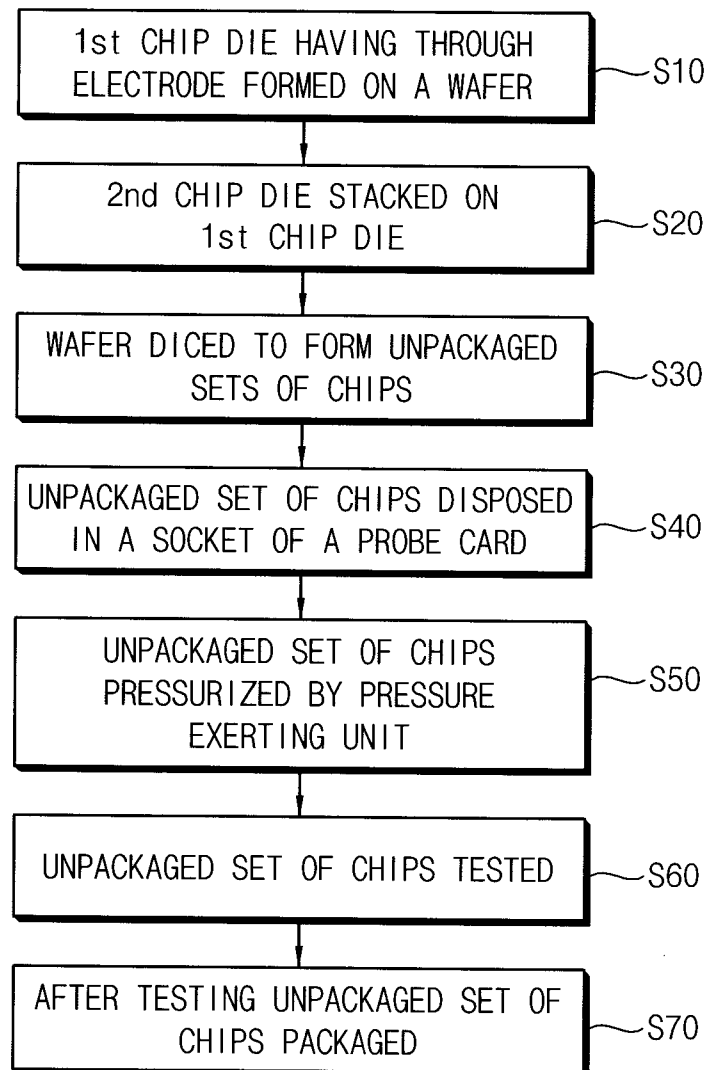 1st CHIP DIE HAVING THROUGH
ELECTRODE FORMED ON A WAFER
S10
2nd CHIP DIE STACKED ON
1st CHIP DIE
S20
WAFER DICED TO FORM UNPACKAGED
SETS OF CHIPS
S30
UNPACKAGED SET OF CHIPS DISPOSED
IN A SOCKET OF A PROBE CARD
S40
UNPACKAGED SET OF CHIPS
PRESSURIZED BY PRESSURE
EXERTING UNIT
S50
UNPACKAGED SET OF CHIPS TESTED
S60
AFTER TESTING UNPACKAGED SET OF
CHIPS PACKAGED
S70